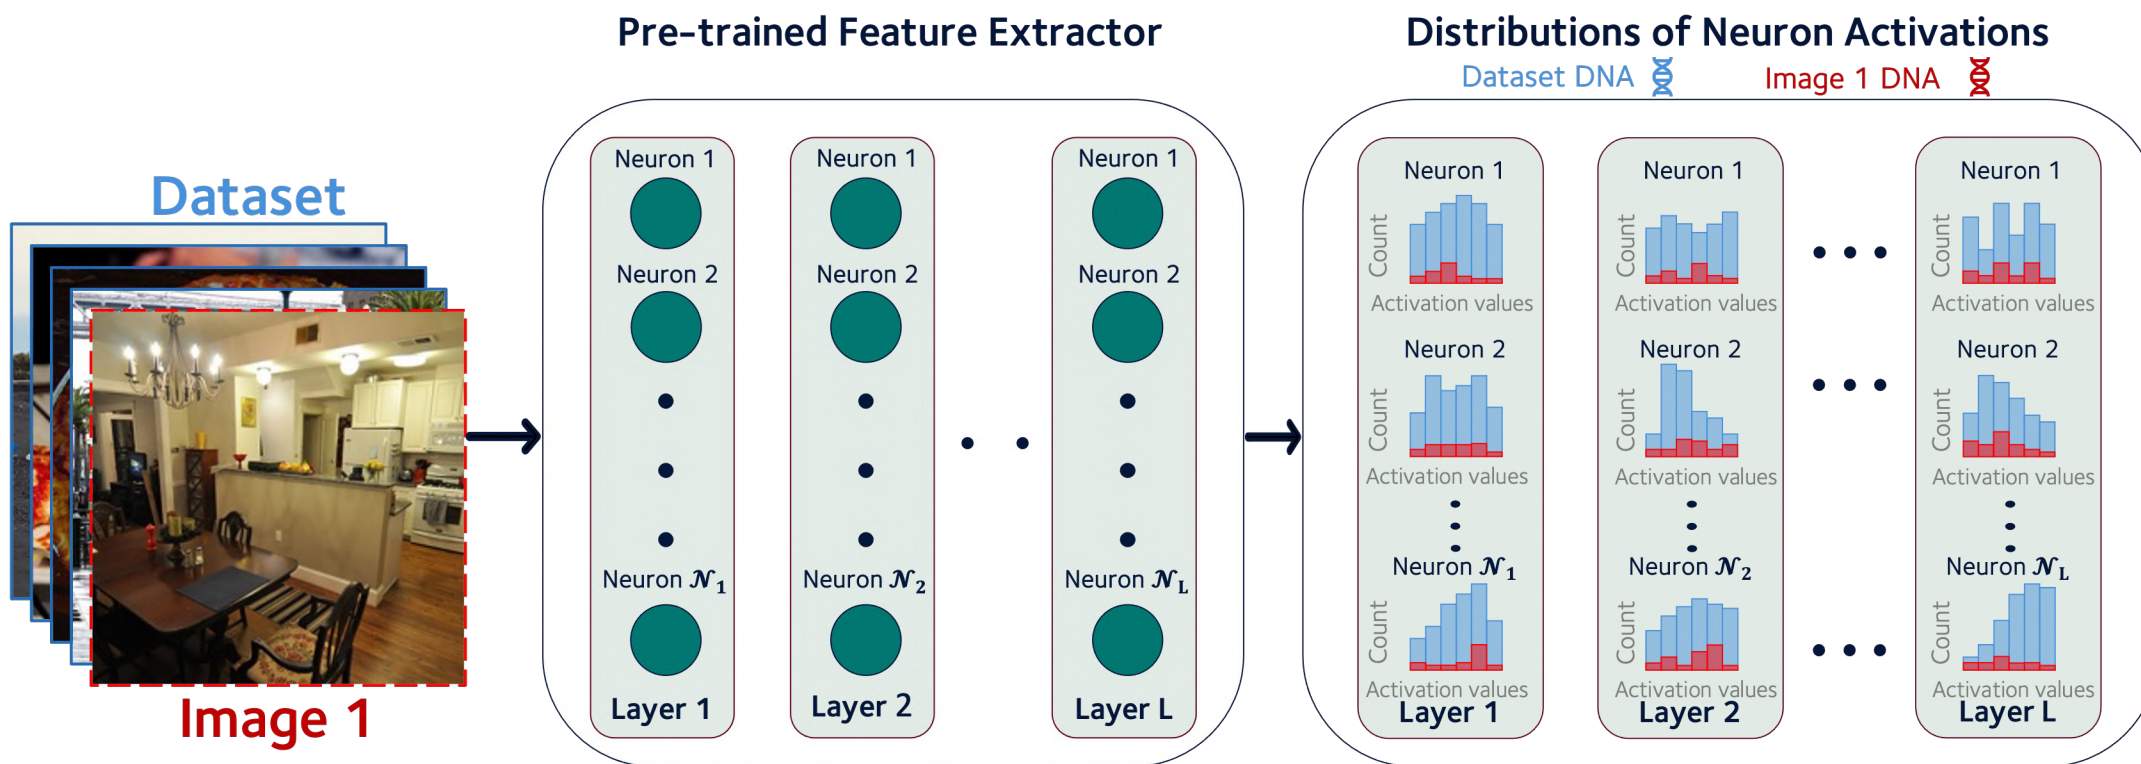 Pre-trained Feature Extractor
Distributions of Neuron Activations
Dataset DNA
Image 1 DNA
Dataset
Image 1
Neuron 1
Neuron 2
Neuron 𝒩1
Layer 1
Neuron 1
Neuron 2
Neuron 𝒩2
Layer 2
Neuron 1
Neuron 2
Neuron 𝒩L
Layer L
Neuron 1
Count
Activation values
Neuron 2
Count
Activation values
Neuron 𝒩1
Count
Activation values
Layer 1
Neuron 1
Count
Activation values
Neuron 2
Count
Activation values
Neuron 𝒩2
Count
Activation values
Layer 2
Neuron 1
Count
Activation values
Neuron 2
Count
Activation values
Neuron 𝒩L
Count
Activation values
Layer L